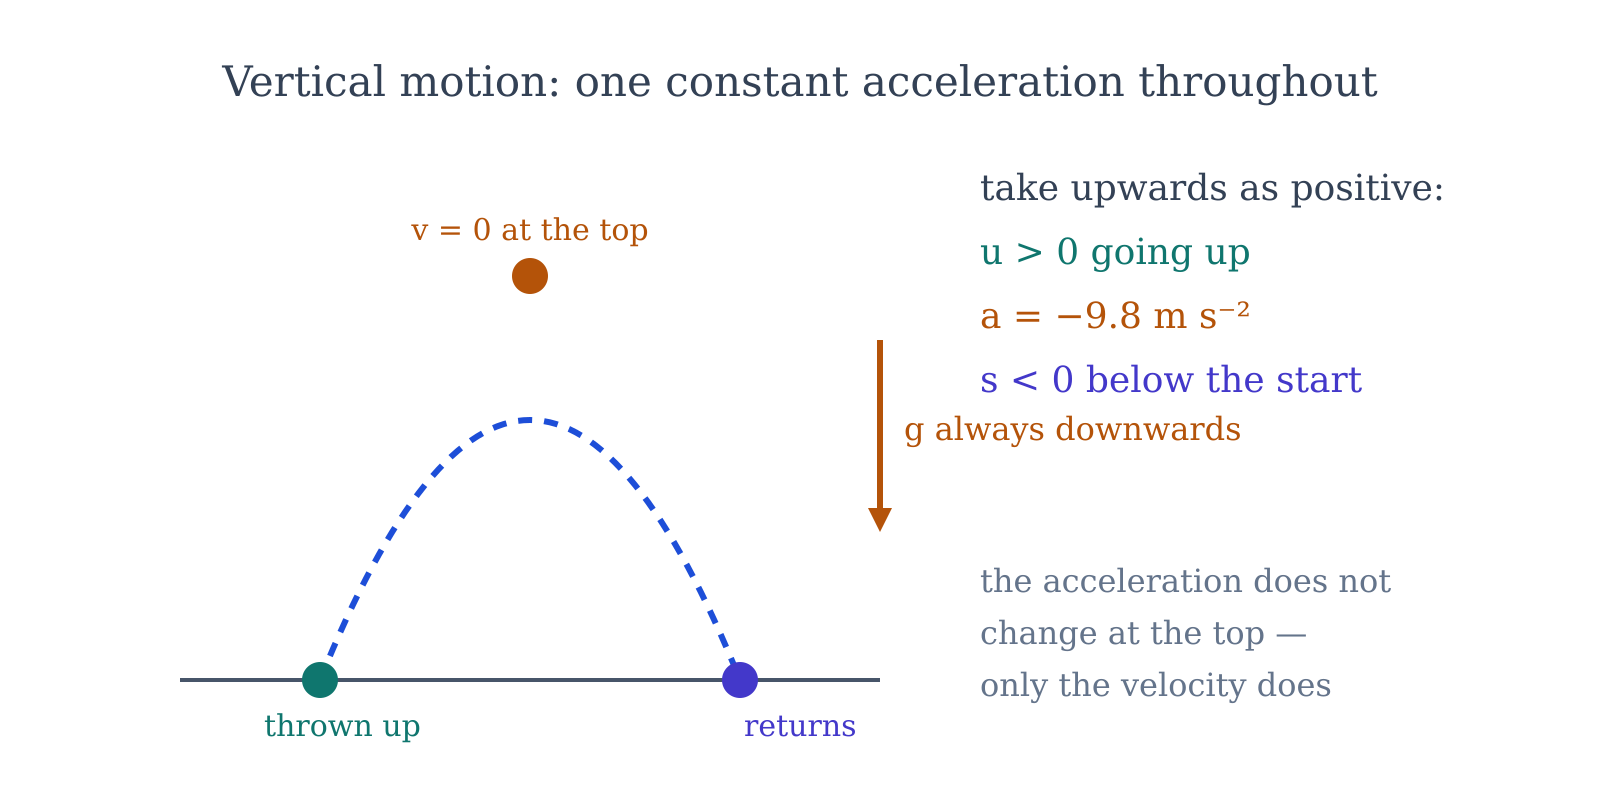 Vertical motion: one constant acceleration throughout
take upwards as positive:
v = 0 at the top
u > 0 going up
a = −9.8 m s⁻²
s < 0 below the start
g always downwards
the acceleration does not
change at the top —
only the velocity does
thrown up
returns